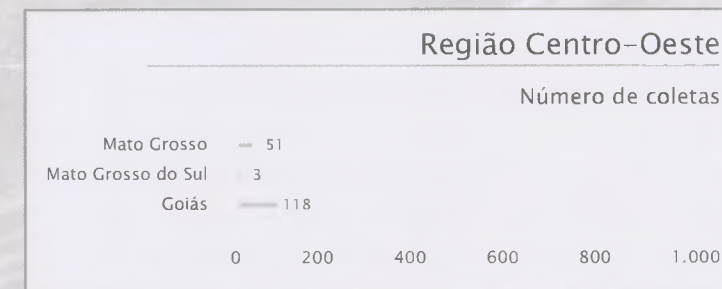 Região Centro-Oeste
Número de coletas
Mato Grosso 51
Mato Grosso do Sul 3
Goiás 118
0 200 400 600 800 1.000